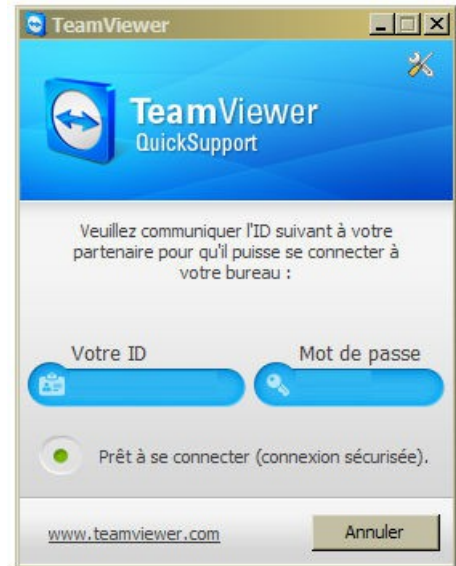 TeamViewer
TeamViewer
QuickSupport
Veuillez communiquer l'ID suivant à votre
partenaire pour qu'il puisse se connecter à
votre bureau :
Votre ID
Mot de passe
Prêt à se connecter (connexion sécurisée).
www.teamviewer.com
Annuler